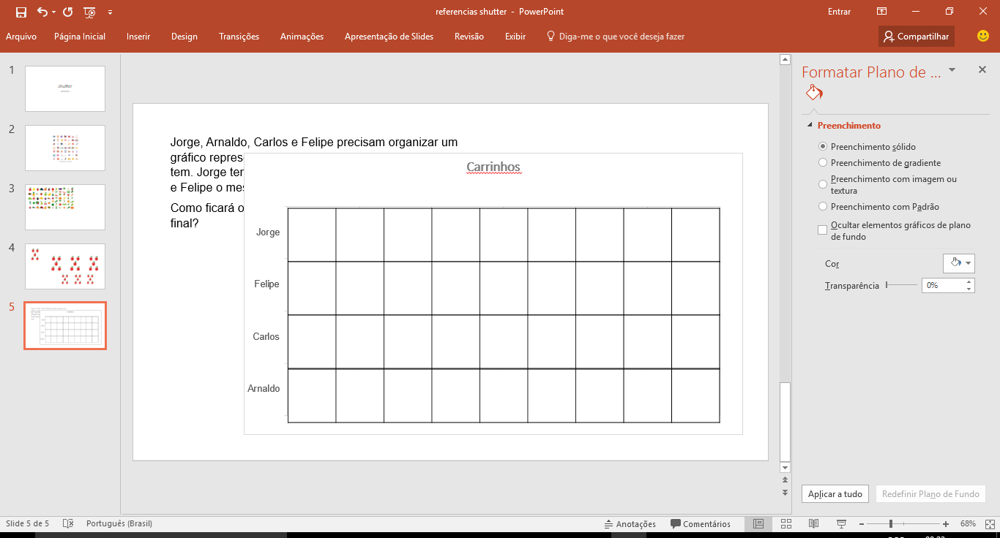 referencias shutter - PowerPoint
Entrar
Arquivo Página Inicial Inserir Design Transições Animações Apresentação de Slides Revisão Exibir Diga-me o que você deseja fazer
Compartilhar
1
shutter
2
3
4
5
Jorge, Arnaldo, Carlos e Felipe precisam organizar um
gráfico repres
tem. Jorge ter
e Felipe o mes
Como ficará o
final?
Carrinhos
Jorge
Felipe
Carlos
Arnaldo
Formatar Plano de ...
Preenchimento
Preenchimento sólido
Preenchimento de gradiente
Preenchimento com imagem ou
textura
Preenchimento com Padrão
Ocultar elementos gráficos de plano
de fundo
Cor
Transparência 0%
Aplicar a tudo Redefinir Plano de Fundo
Slide 5 de 5 Português (Brasil) Anotações Comentários 68%